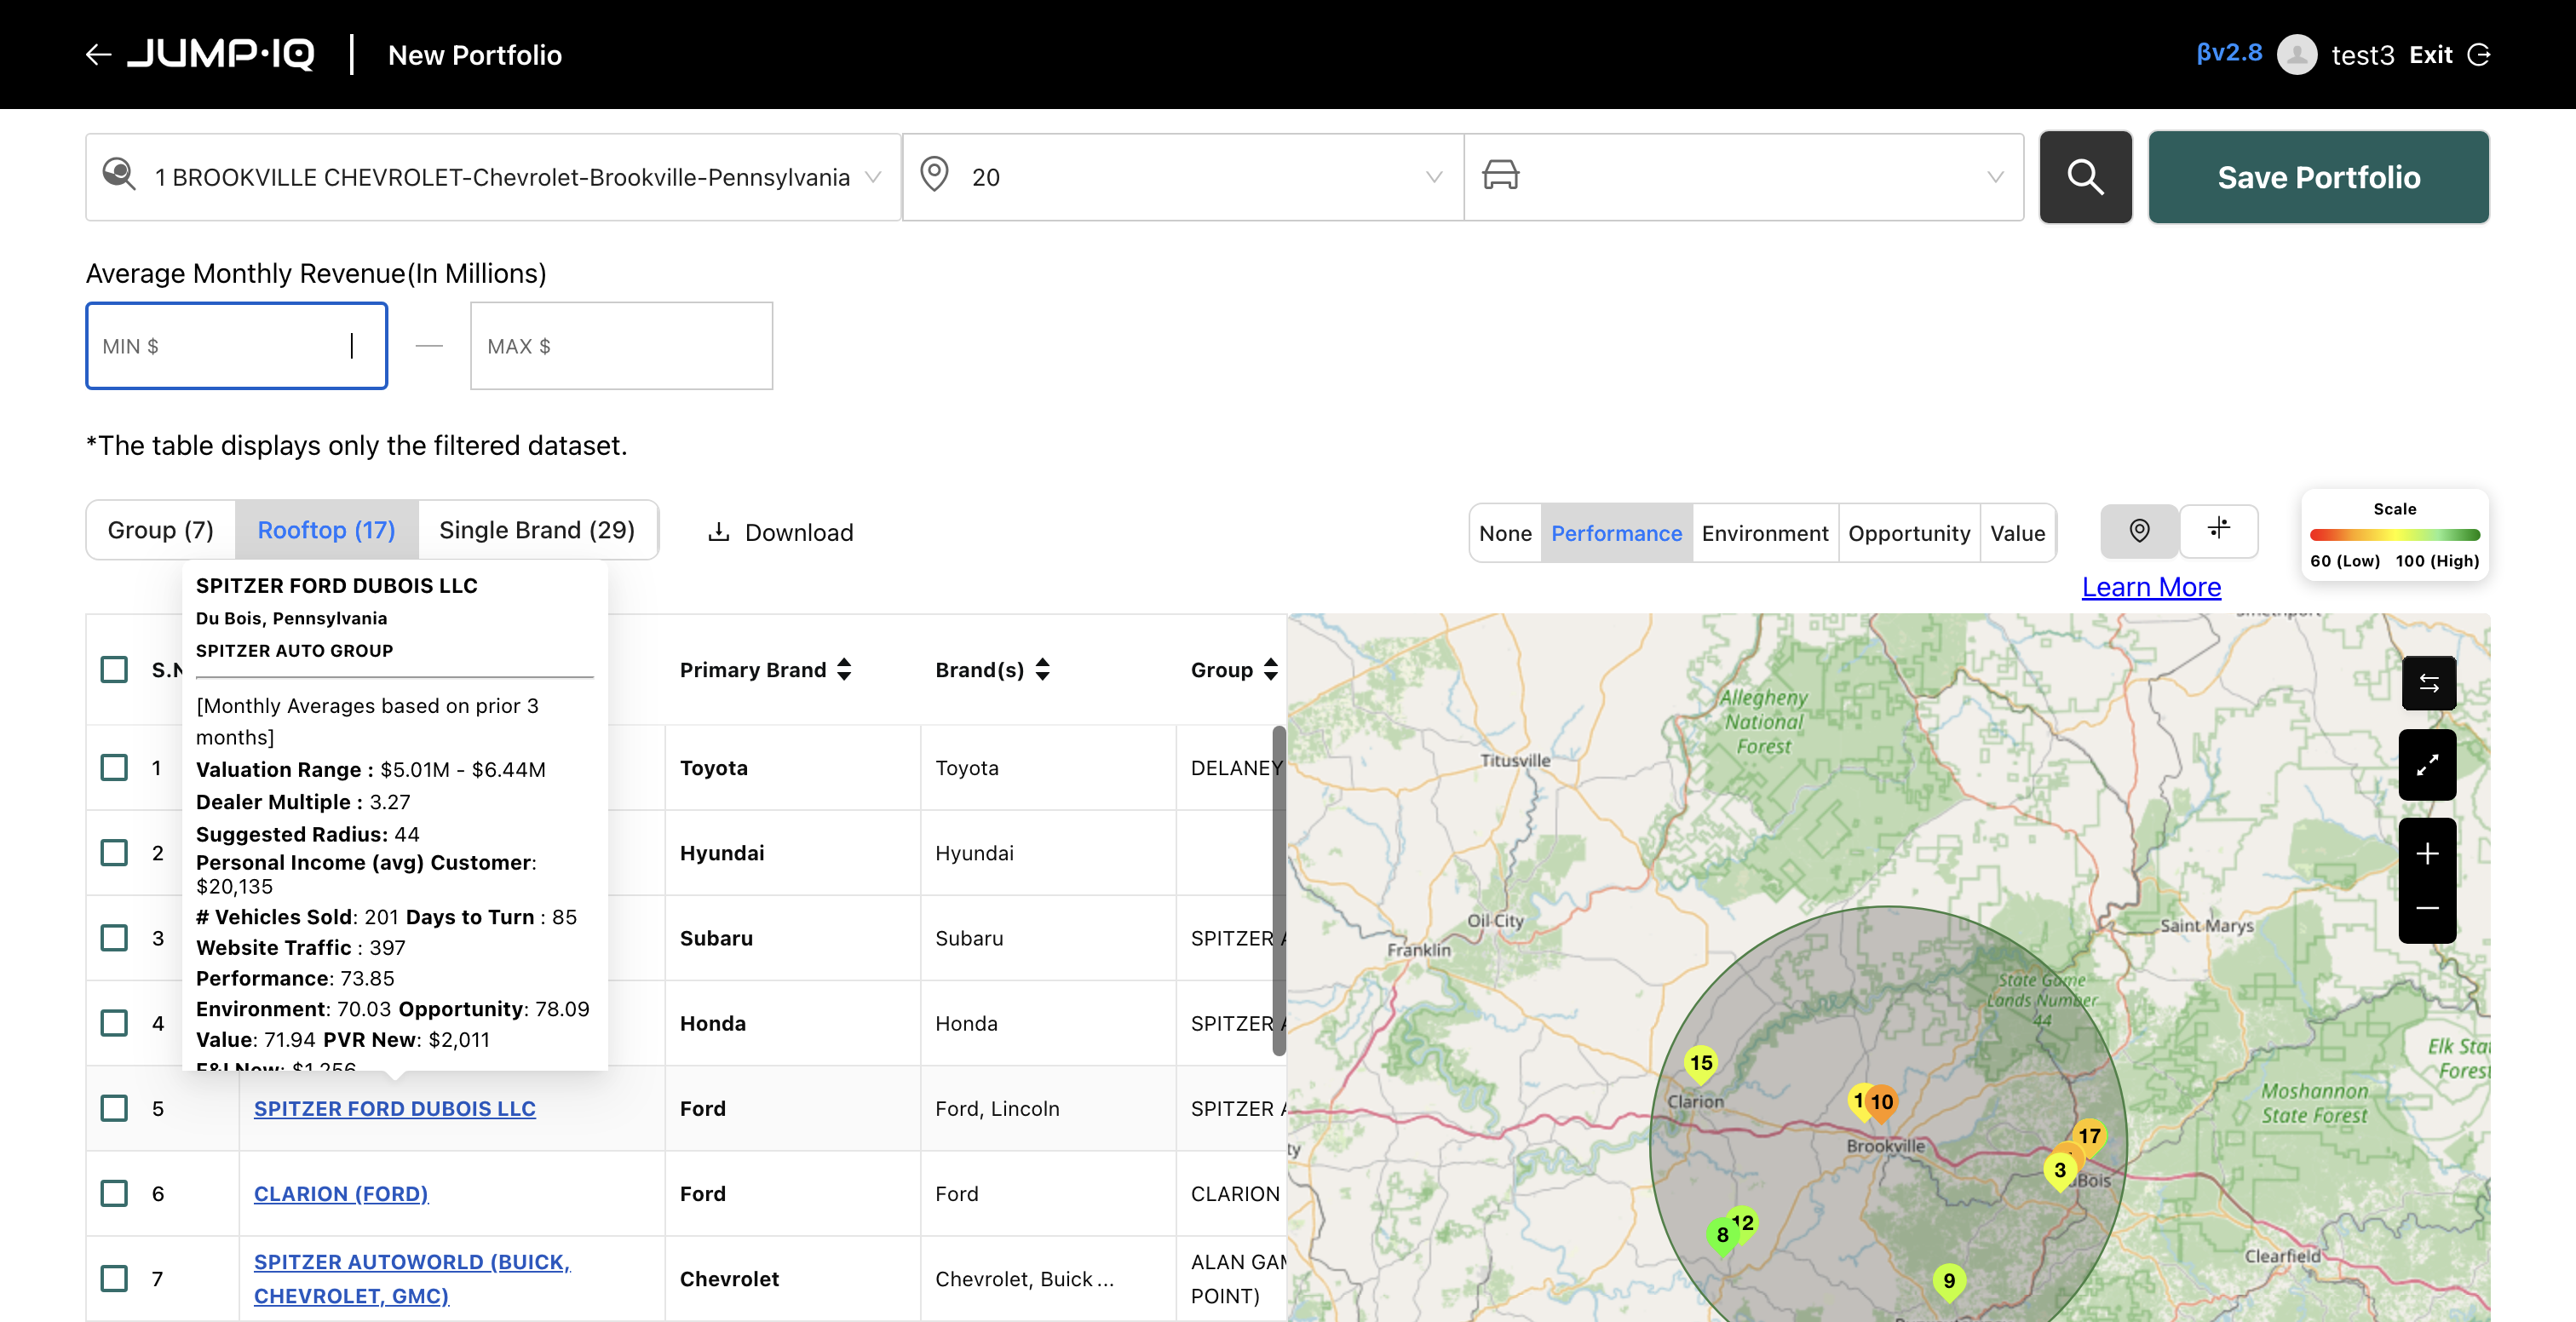 JUMP·IQ
New Portfolio
βv2.8
test3
Exit
1 BROOKVILLE CHEVROLET-Chevrolet-Brookville-Pennsylvania
20
Save Portfolio
Average Monthly Revenue(In Millions)
MIN $
MAX $
*The table displays only the filtered dataset.
Group (7)
Rooftop (17)
Single Brand (29)
Download
None
Performance
Environment
Opportunity
Value
Learn More
Scale
60 (Low) 100 (High)
SPITZER FORD DUBOIS LLC
Du Bois, Pennsylvania
SPITZER AUTO GROUP
[Monthly Averages based on prior 3
months]
Valuation Range : $5.01M - $6.44M
Dealer Multiple : 3.27
Suggested Radius: 44
Personal Income (avg) Customer:
$20,135
# Vehicles Sold: 201 Days to Turn : 85
Website Traffic : 397
Performance: 73.85
Environment: 70.03 Opportunity: 78.09
Value: 71.94 PVR New: $2,011
F&I New: $1,256
S.N
Primary Brand
Brand(s)
Group
1 Toyota Toyota DELANEY
2 Hyundai Hyundai
3 Subaru Subaru SPITZER A
4 Honda Honda SPITZER A
5 SPITZER FORD DUBOIS LLC Ford Ford, Lincoln SPITZER A
6 CLARION (FORD) Ford Ford CLARION
7 SPITZER AUTOWORLD (BUICK,
CHEVROLET, GMC) Chevrolet Chevrolet, Buick ... ALAN GAM
POINT)
Allegheny
National
Forest
Titusville
Oil City
Franklin
Saint Marys
State Game
Lands Number
44
Elk Stat
Forest
Moshannon
State Forest
15
Clarion
1
10
Brookville
17
3
uBois
12
8
9
Clearfield
ty